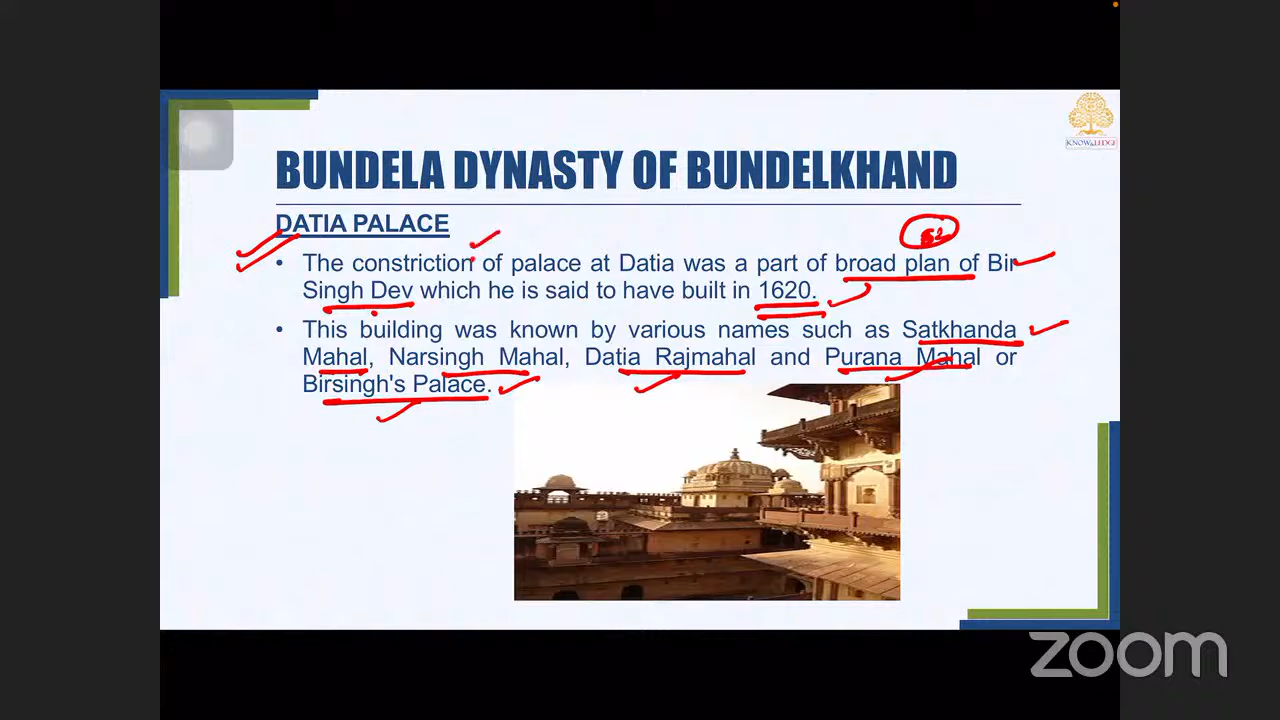 KNOWLEDGE
BUNDELA DYNASTY OF BUNDELKHAND
DATIA PALACE
• The constriction of palace at Datia was a part of broad plan of Bir
Singh Dev which he is said to have built in 1620.
• This building was known by various names such as Satkhanda
Mahal, Narsingh Mahal, Datia Rajmahal and Purana Mahal or
Birsingh's Palace.
zoom